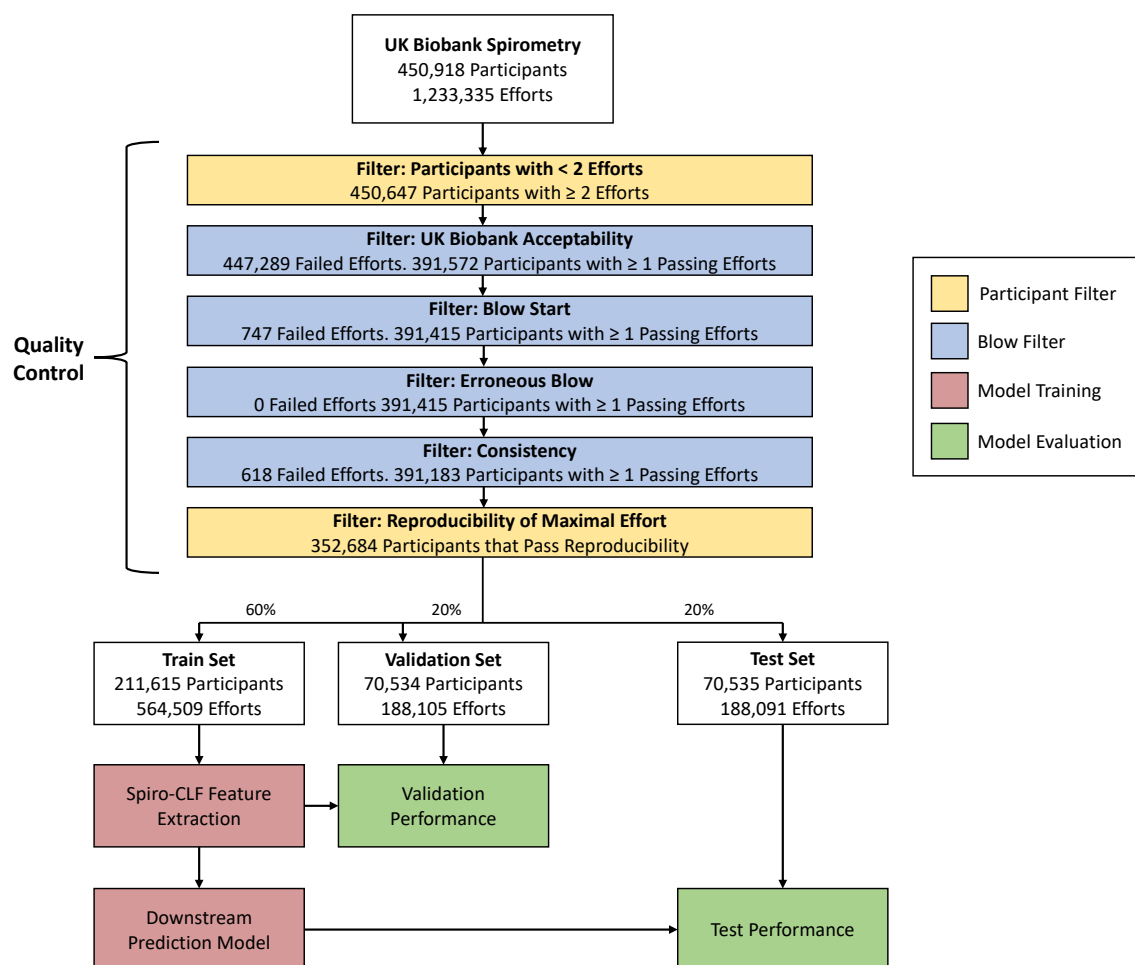 UK Biobank Spirometry
450,918 Participants
1,233,335 Efforts
Filter: Participants with < 2 Efforts
450,647 Participants with ≥ 2 Efforts
Filter: UK Biobank Acceptability
447,289 Failed Efforts. 391,572 Participants with ≥ 1 Passing Efforts
Filter: Blow Start
747 Failed Efforts. 391,415 Participants with ≥ 1 Passing Efforts
Filter: Erroneous Blow
0 Failed Efforts 391,415 Participants with ≥ 1 Passing Efforts
Filter: Consistency
618 Failed Efforts. 391,183 Participants with ≥ 1 Passing Efforts
Filter: Reproducibility of Maximal Effort
352,684 Participants that Pass Reproducibility
Quality
Control
Participant Filter
Blow Filter
Model Training
Model Evaluation
60%
20%
20%
Train Set
211,615 Participants
564,509 Efforts
Validation Set
70,534 Participants
188,105 Efforts
Test Set
70,535 Participants
188,091 Efforts
Spiro-CLF Feature
Extraction
Validation
Performance
Downstream
Prediction Model
Test Performance